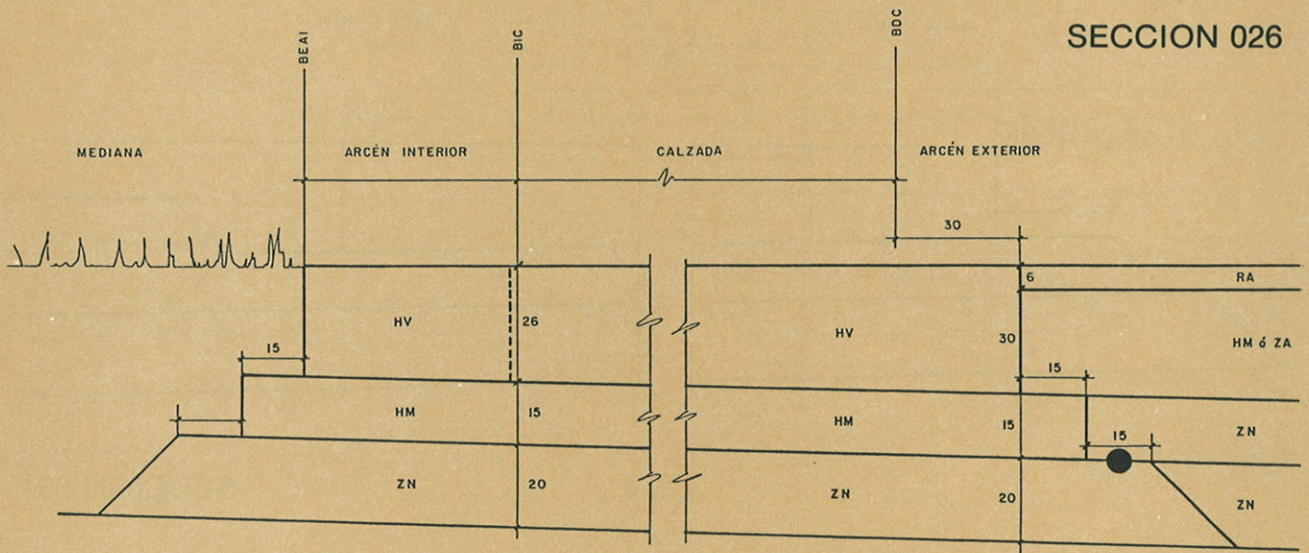 SECCION 026
BEAI
BIC
BDC
MEDIANA
ARCÉN INTERIOR
CALZADA
ARCÉN EXTERIOR
30
6
RA
HV
26
HV
30
HM ó ZA
15
15
HM
15
HM
15
15
ZN
ZN
20
ZN
20
ZN